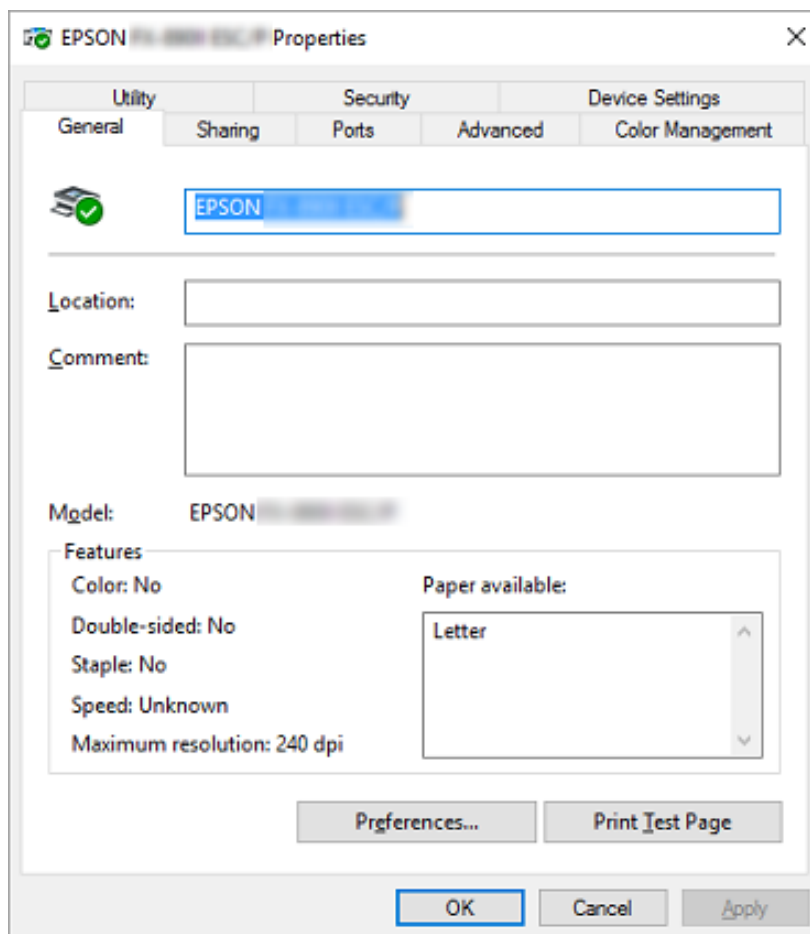 EPSON Properties
Utility Security Device Settings
General Sharing Ports Advanced Color Management
EPSON
Location:
Comment:
Model: EPSON
Features
Color: No Paper available:
Double-sided: No Letter
Staple: No
Speed: Unknown
Maximum resolution: 240 dpi
Preferences... Print Test Page
OK Cancel Apply